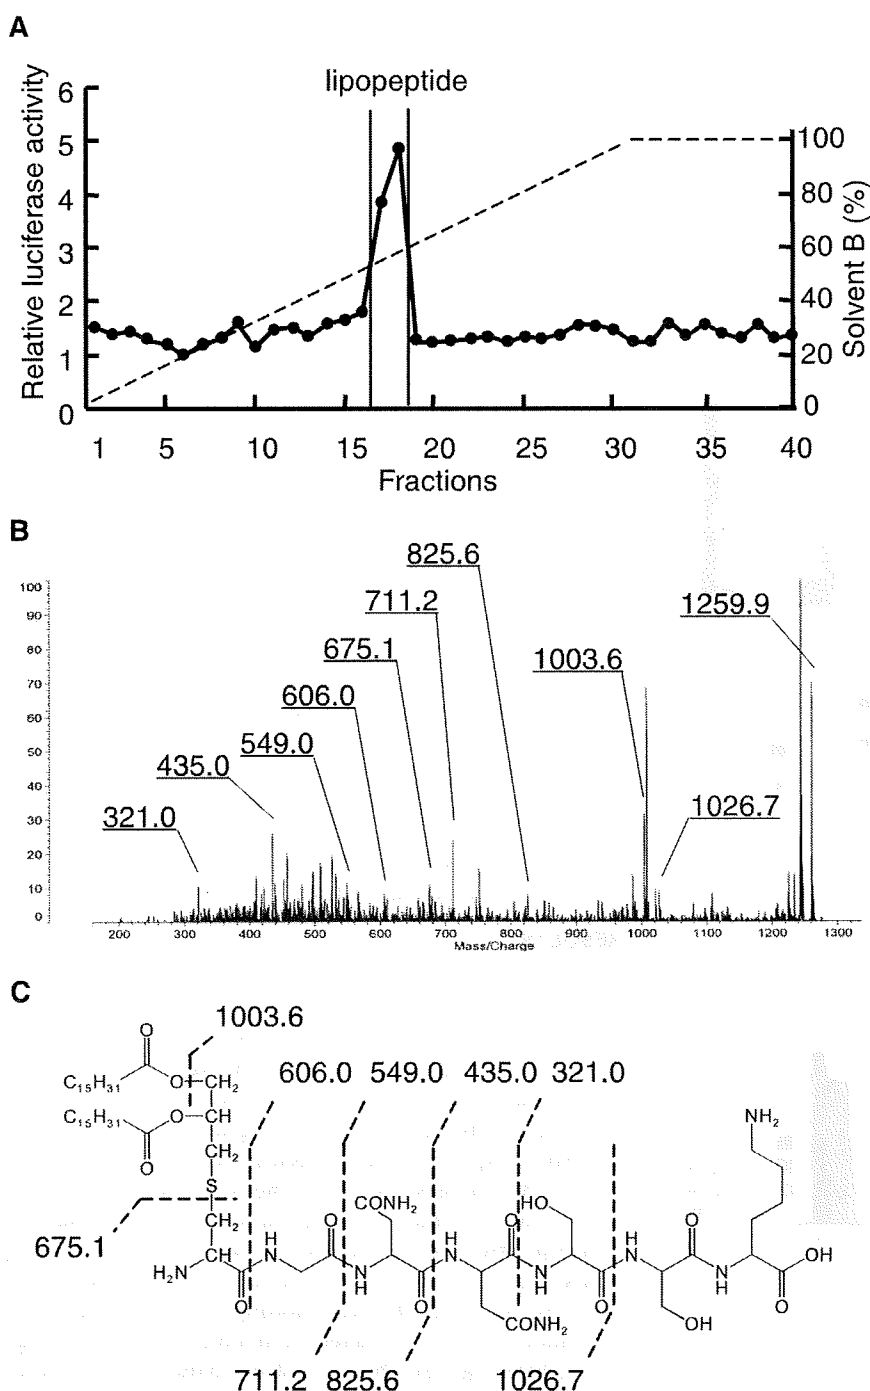 A
lipopeptide
Relative luciferase activity
6
5
4
3
2
1
0
100
80
60
40
20
0
Solvent B (%)
1 5 10 15 20 25 30 35 40
Fractions
B
825.6
711.2
1259.9
675.1
1003.6
606.0
549.0
435.0
1026.7
321.0
100
90
80
70
60
50
40
30
20
10
0
200 300 400 500 600 700 800 900 1000 1100 1200 1300
Mass/Charge
C
1003.6
606.0 549.0 435.0 321.0
O
C₁₅H₃₁ O CH₂
C₁₅H₃₁ O CH
O CH₂
S
675.1
CH₂
CH
H₂N
O
H
N
O
N
H
CONH₂
O
H
N
O
CONH₂
HO
N
H
O
H
N
OH
O
N
H
NH₂
OH
O
711.2 825.6 1026.7